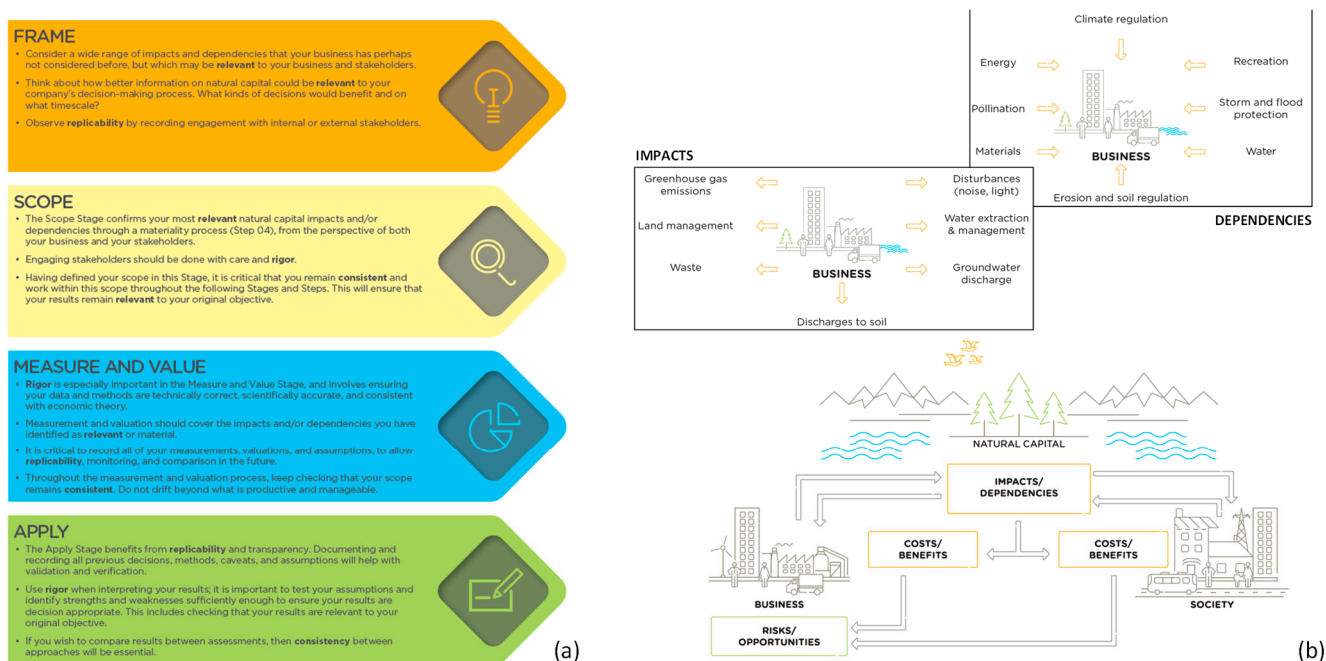 FRAME
• Consider a wide range of impacts and dependencies that your business has perhaps
not considered before, but which may be relevant to your business and stakeholders.
• Think about how better information on natural capital could be relevant to your
company's decision-making process. What kinds of decisions would benefit and on
what timescale?
• Observe replicability by recording engagement with internal or external stakeholders.
SCOPE
• The Scope Stage confirms your most relevant natural capital impacts and/or
dependencies through a materiality process (Step 04), from the perspective of both
your business and your stakeholders.
• Engaging stakeholders should be done with care and rigor.
• Having defined your scope in this Stage, it is critical that you remain consistent and
work within this scope throughout the following Stages and Steps. This will ensure that
your results remain relevant to your original objective.
MEASURE AND VALUE
• Rigor is especially important in the Measure and Value Stage, and involves ensuring
your data and methods are technically correct, scientifically accurate, and consistent
with economic theory.
• Measurement and valuation should cover the impacts and/or dependencies you have
identified as relevant or material.
• It is critical to record all of your measurements, valuations, and assumptions, to allow
replicability, monitoring, and comparison in the future.
• Throughout the measurement and valuation process, keep checking that your scope
remains consistent. Do not drift beyond what is productive and manageable.
APPLY
• The Apply Stage benefits from replicability and transparency. Documenting and
recording all previous decisions, methods, caveats, and assumptions will help with
validation and verification.
• Use rigor when interpreting your results; it is important to test your assumptions and
identify strengths and weaknesses sufficiently enough to ensure your results are
decision appropriate. This includes checking that your results are relevant to your
original objective.
• If you wish to compare results between assessments, then consistency between
approaches will be essential.
(a)
Climate regulation
Energy
Recreation
Pollination
Storm and flood
protection
Materials
BUSINESS
Water
Erosion and soil regulation
DEPENDENCIES
IMPACTS
Greenhouse gas
emissions
Disturbances
(noise, light)
Land management
Water extraction
& management
Waste
BUSINESS
Groundwater
discharge
Discharges to soil
NATURAL CAPITAL
IMPACTS/
DEPENDENCIES
COSTS/
BENEFITS
COSTS/
BENEFITS
BUSINESS
SOCIETY
RISKS/
OPPORTUNITIES
(b)